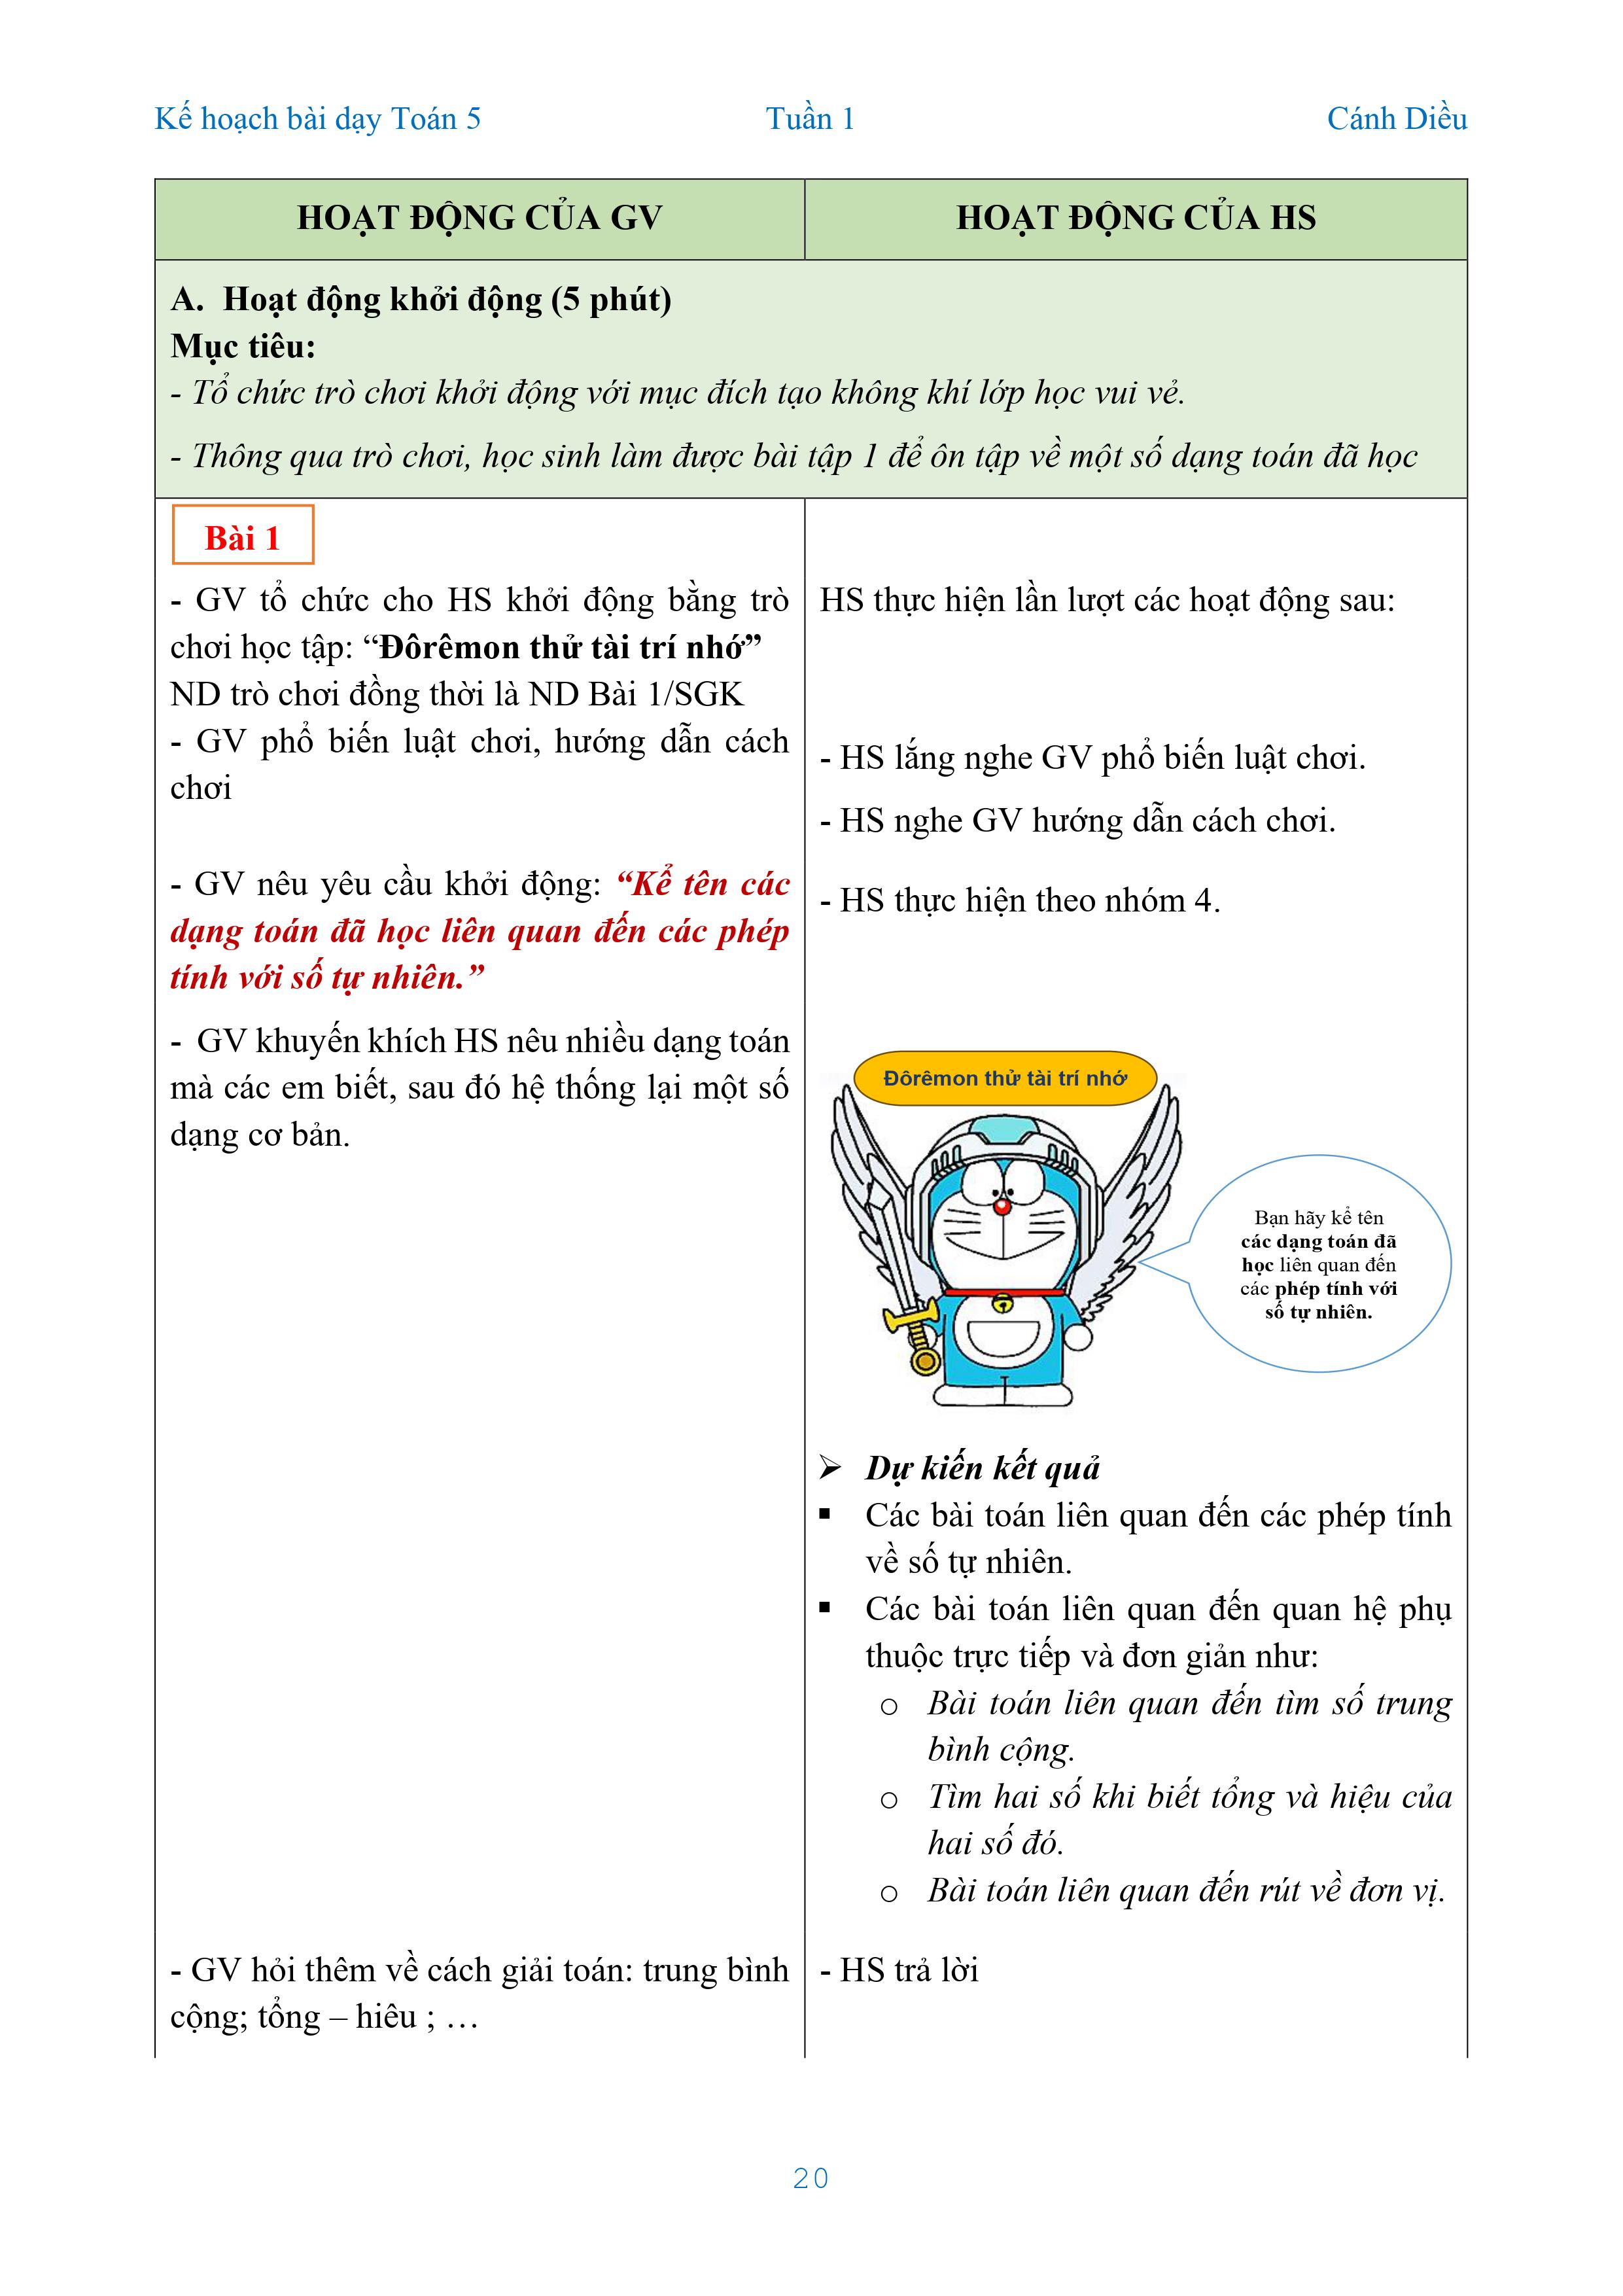 Kế hoạch bài dạy Toán 5 Tuần 1 Cánh Diều
HOẠT ĐỘNG CỦA GV
HOẠT ĐỘNG CỦA HS
A. Hoạt động khởi động (5 phút)
Mục tiêu:
- Tổ chức trò chơi khởi động với mục đích tạo không khí lớp học vui vẻ.
- Thông qua trò chơi, học sinh làm được bài tập 1 để ôn tập về một số dạng toán đã học
Bài 1
- GV tổ chức cho HS khởi động bằng trò
chơi học tập: “Đôrêmon thử tài trí nhớ”
ND trò chơi đồng thời là ND Bài 1/SGK
- GV phổ biến luật chơi, hướng dẫn cách
chơi
- GV nêu yêu cầu khởi động: “Kể tên các
dạng toán đã học liên quan đến các phép
tính với số tự nhiên.”
- GV khuyến khích HS nêu nhiều dạng toán
mà các em biết, sau đó hệ thống lại một số
dạng cơ bản.
- GV hỏi thêm về cách giải toán: trung bình
cộng; tổng – hiêu ; …
HS thực hiện lần lượt các hoạt động sau:
- HS lắng nghe GV phổ biến luật chơi.
- HS nghe GV hướng dẫn cách chơi.
- HS thực hiện theo nhóm 4.
Đôrêmon thử tài trí nhớ
Bạn hãy kể tên
các dạng toán đã
học liên quan đến
các phép tính với
số tự nhiên.
➢ Dự kiến kết quả
▪ Các bài toán liên quan đến các phép tính
về số tự nhiên.
▪ Các bài toán liên quan đến quan hệ phụ
thuộc trực tiếp và đơn giản như:
o Bài toán liên quan đến tìm số trung
bình cộng.
o Tìm hai số khi biết tổng và hiệu của
hai số đó.
o Bài toán liên quan đến rút về đơn vị.
- HS trả lời
20